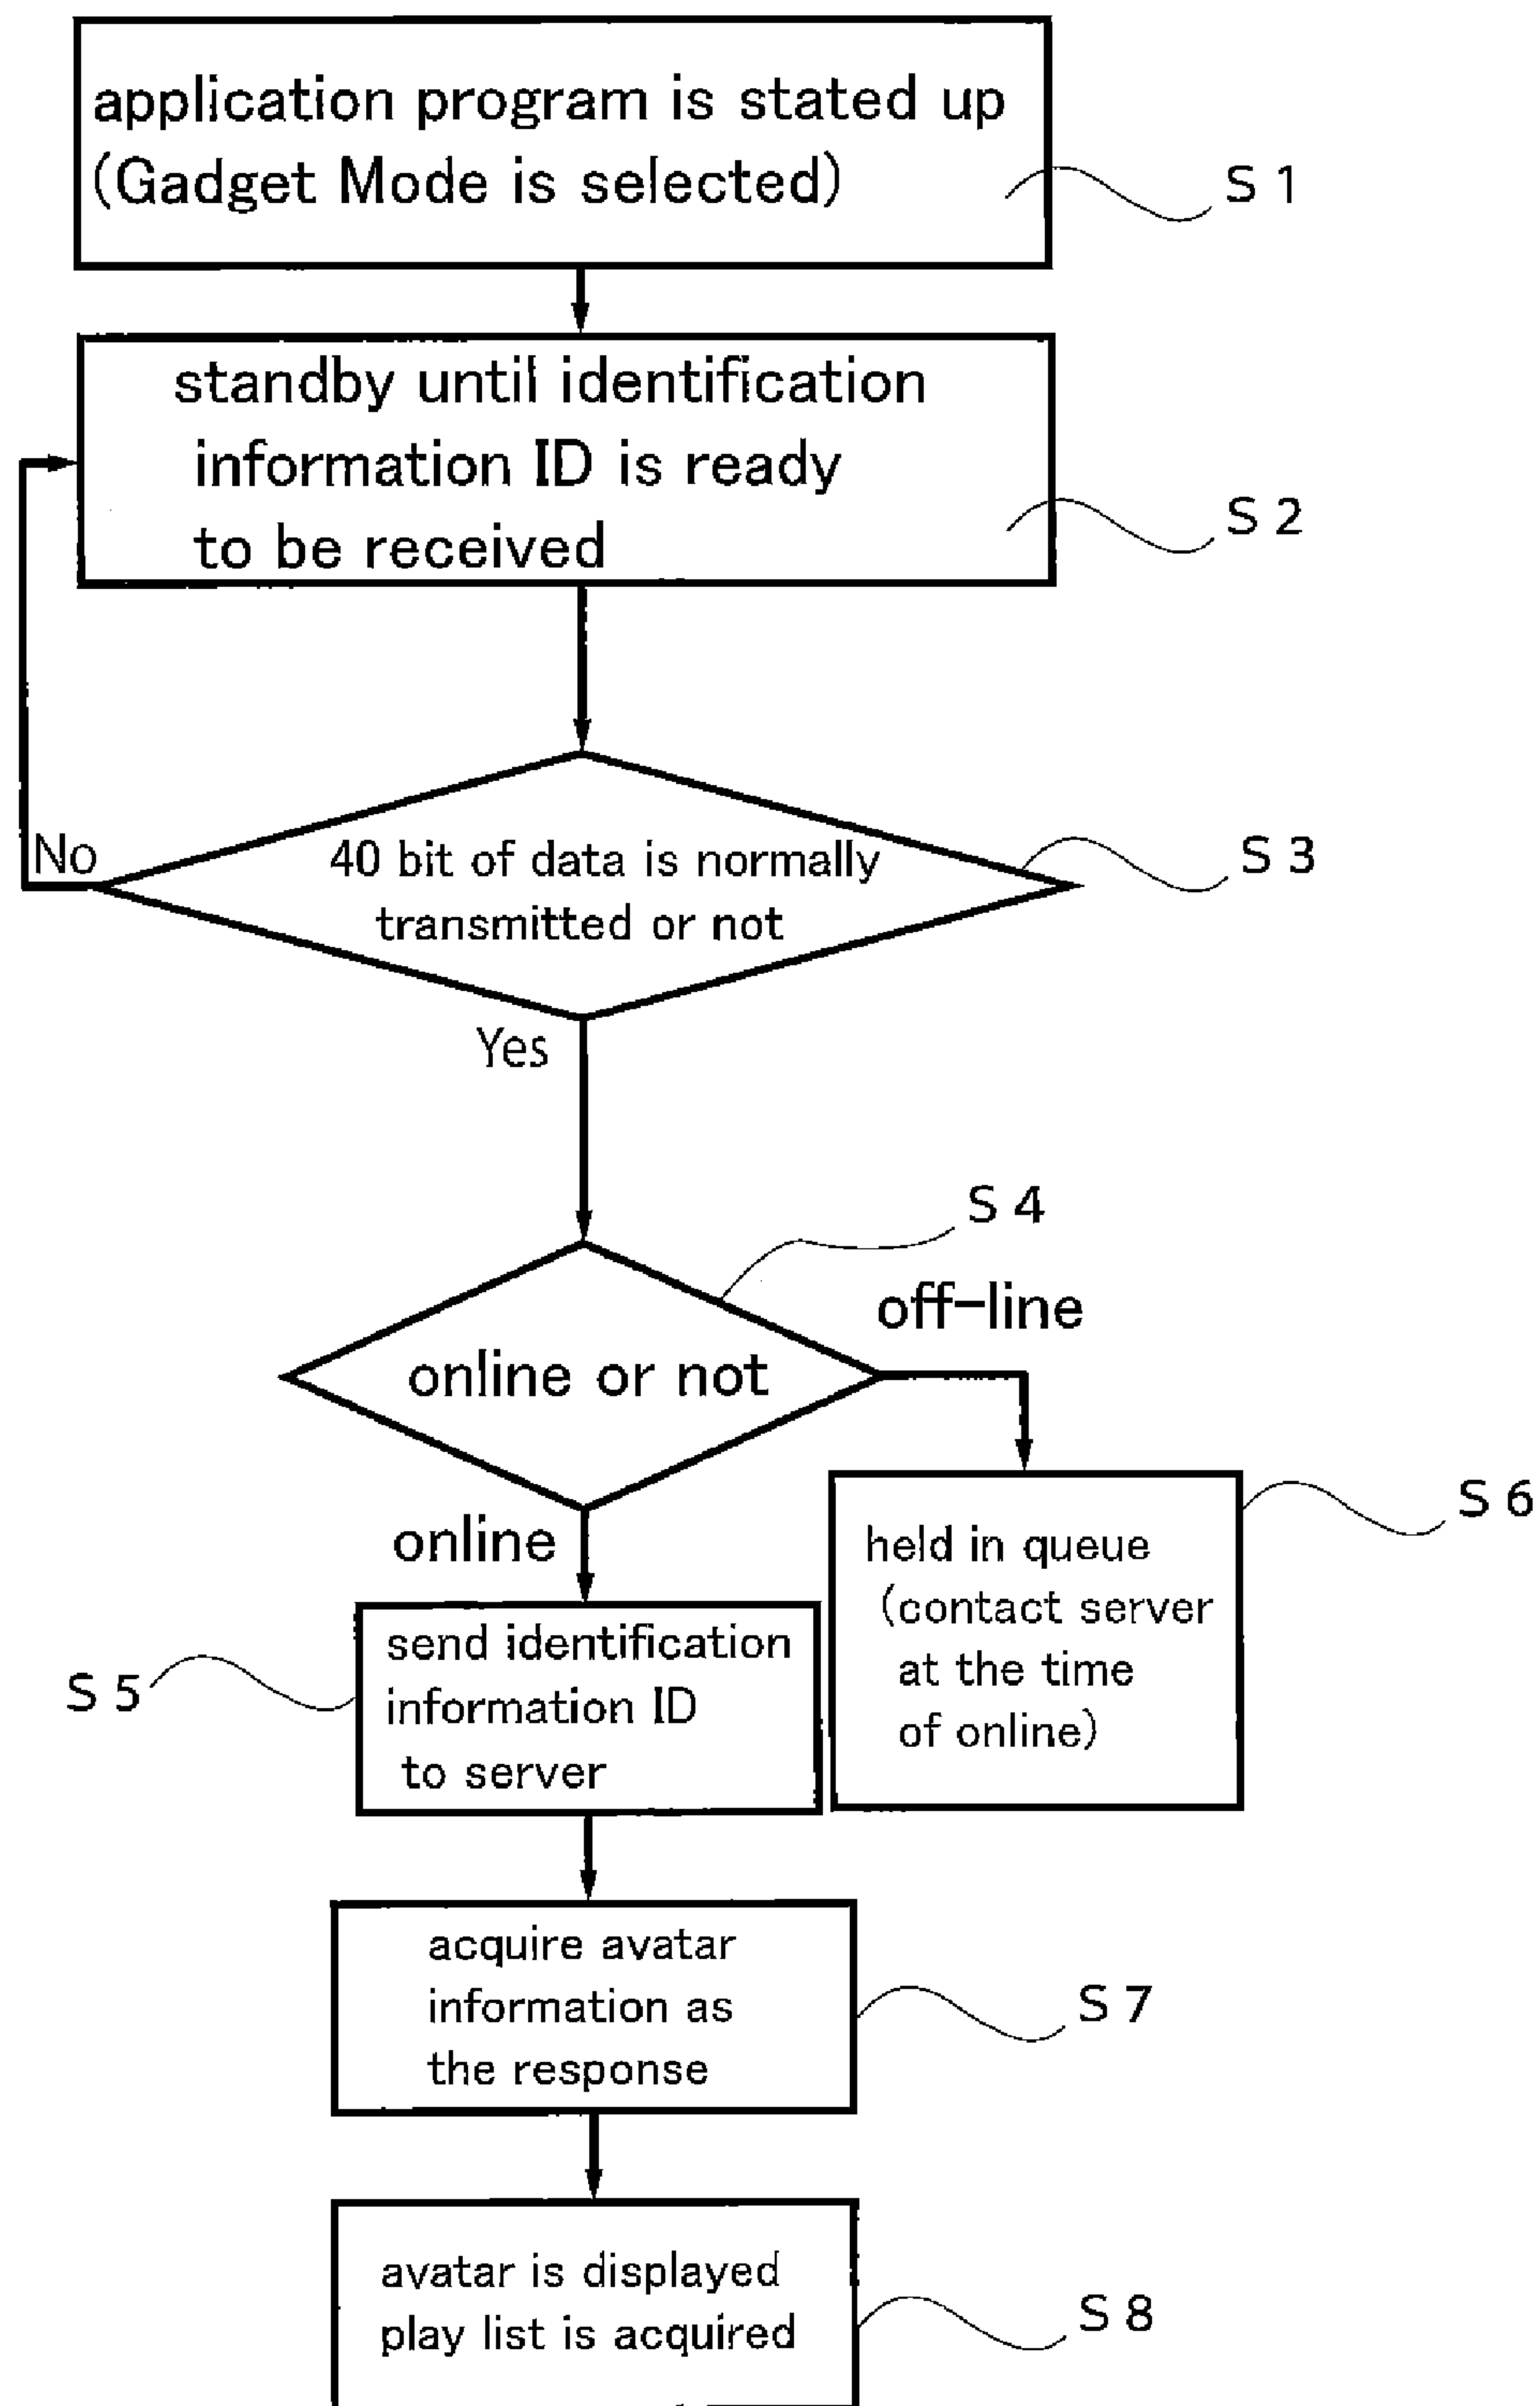 application program is stated up
(Gadget Mode is selected)
S 1
standby until identification
information ID is ready
to be received
S 2
No
40 bit of data is normally
transmitted or not
S 3
Yes
S 4
off-line
online or not
online
S 6
held in queue
(contact server
at the time
of online)
send identification
information ID
to server
S 5
acquire avatar
information as
the response
S 7
avatar is displayed
play list is acquired
S 8